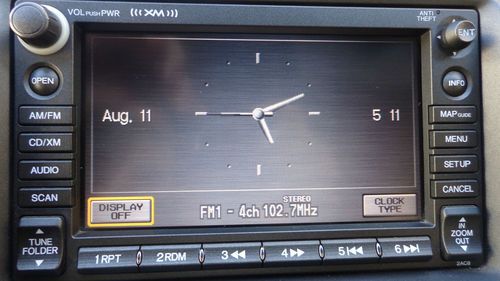 VOL PUSH PWR
XM
ANTI THEFT
ENT
OPEN
INFO
AM/FM
MAP GUIDE
Aug. 11
5 11
CD/XM
MENU
AUDIO
SETUP
SCAN
CANCEL
DISPLAY OFF
STEREO
FM1 - 4ch 102.7MHz
CLOCK TYPE
TUNE FOLDER
IN ZOOM OUT
1 RPT
2 RDM
3
4
5
6
2AC8